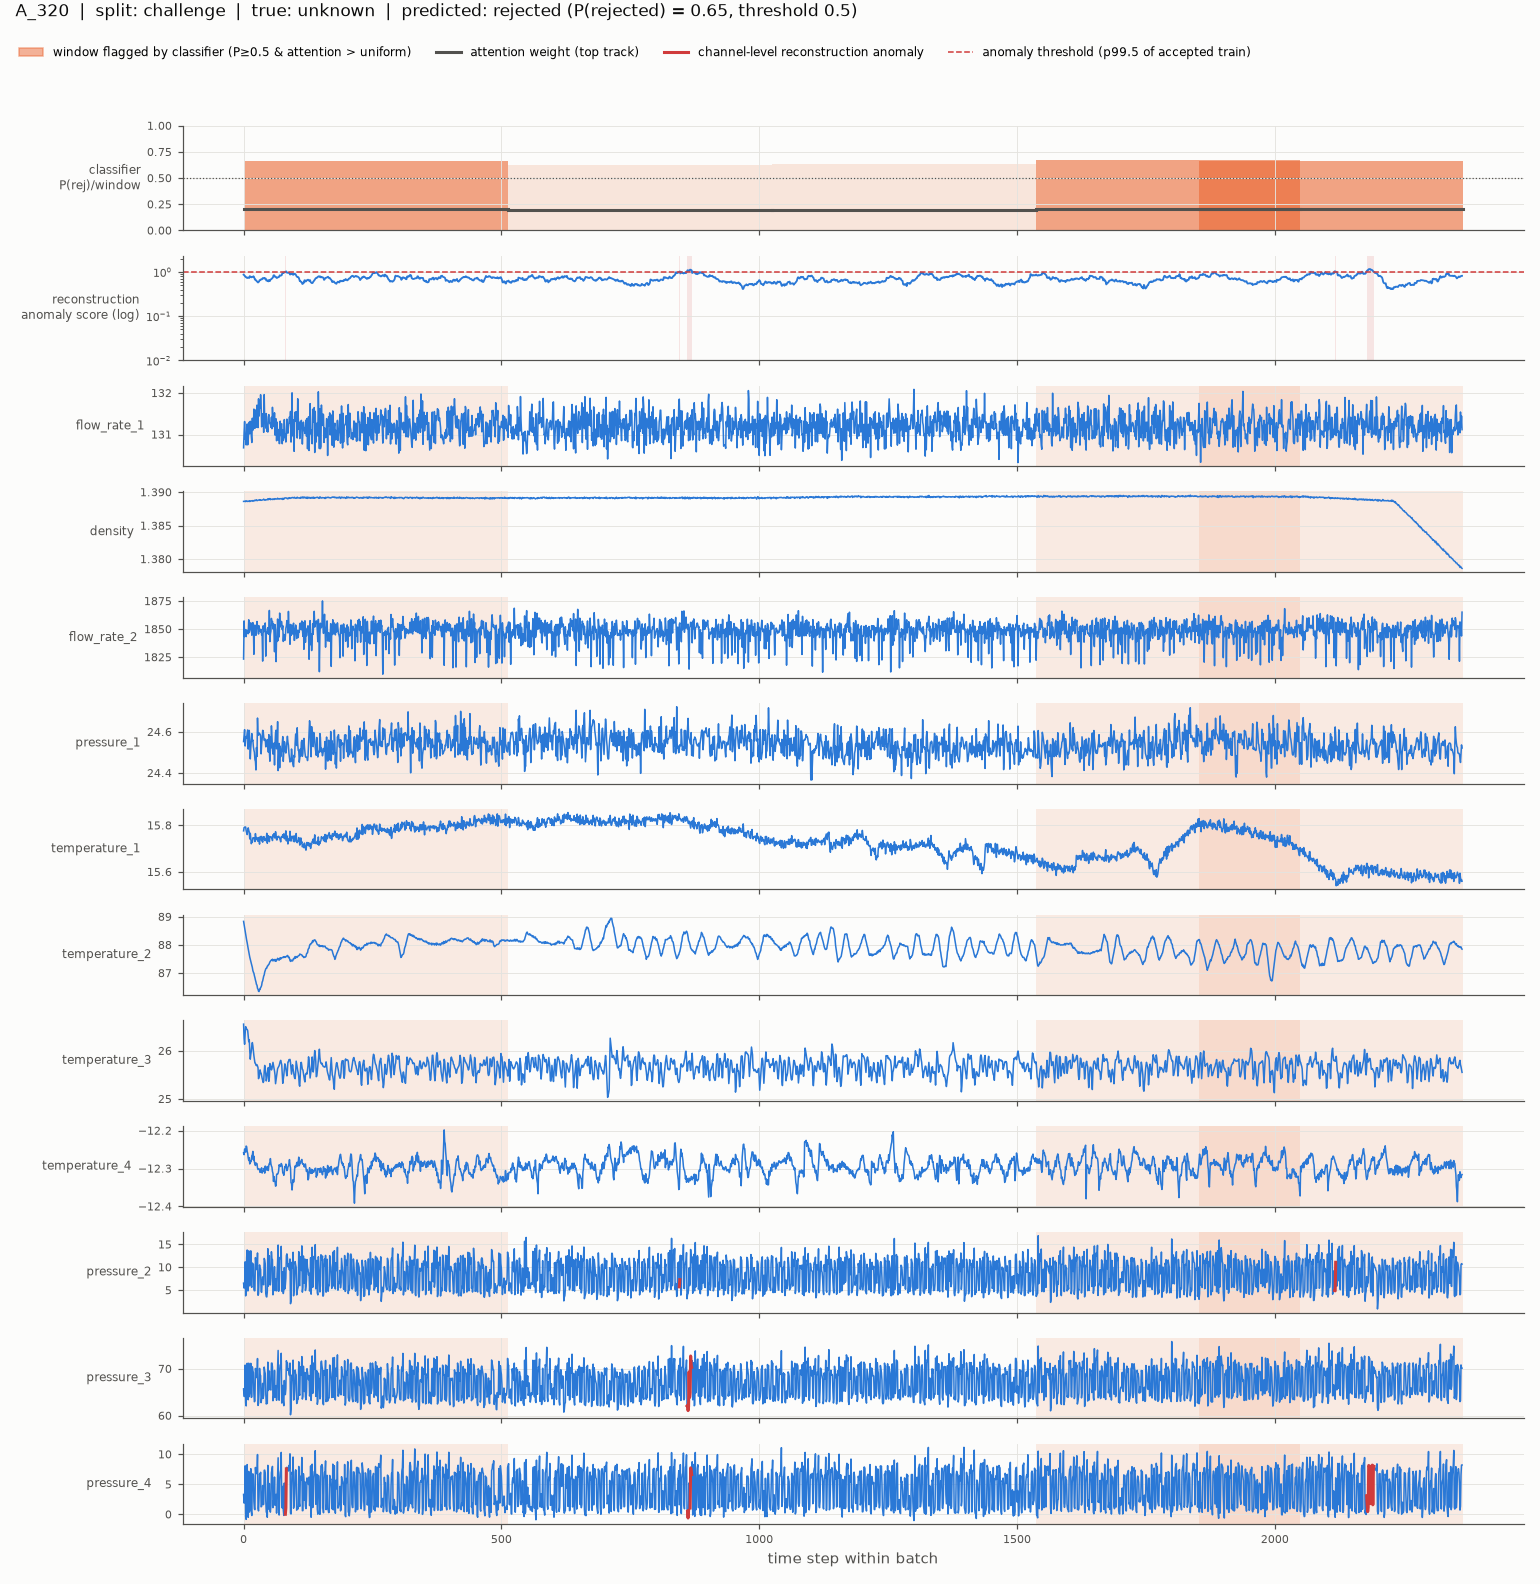 A_320 | split: challenge | true: unknown | predicted: rejected (P(rejected) = 0.65, threshold 0.5)
window flagged by classifier (P≥0.5 & attention > uniform) attention weight (top track) channel-level reconstruction anomaly anomaly threshold (p99.5 of accepted train)
1.00
0.75
0.50
0.25
0.00
classifier
P(rej)/window
10⁰
10⁻¹
10⁻²
reconstruction
anomaly score (log)
132
131
flow_rate_1
1.390
1.385
1.380
density
1875
1850
1825
flow_rate_2
24.6
24.4
pressure_1
15.8
15.6
temperature_1
89
88
87
temperature_2
26
25
temperature_3
−12.2
−12.3
−12.4
temperature_4
15
10
5
pressure_2
70
60
pressure_3
10
5
0
pressure_4
0 500 1000 1500 2000
time step within batch